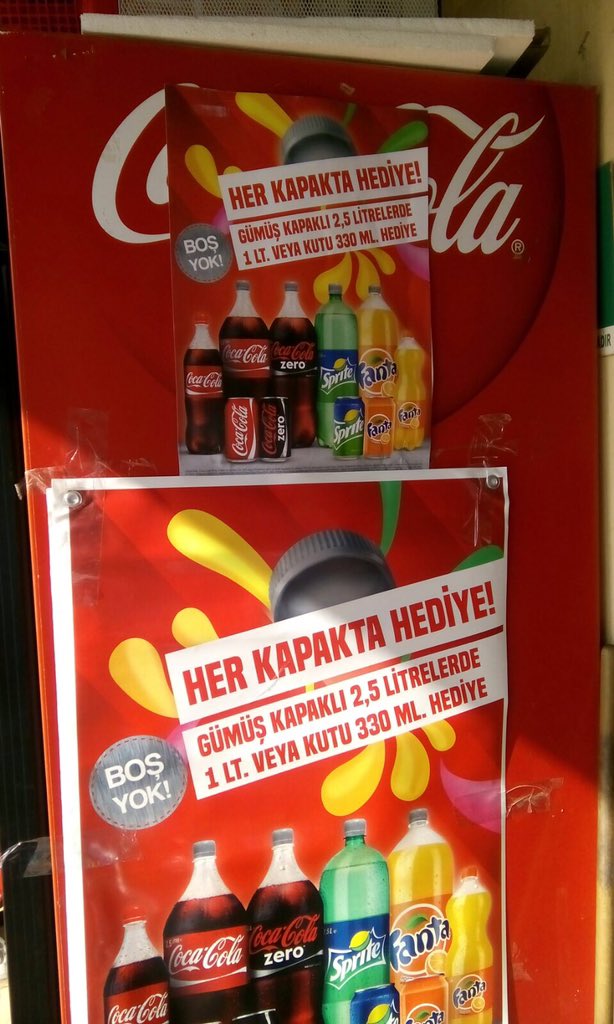 Coca-Cola
HER KAPAKTA HEDİYE!
GÜMÜŞ KAPAKLI 2,5 LİTRELERDE
1 LT. VEYA KUTU 330 ML. HEDİYE
BOŞ
YOK!
Coca-Cola
Coca-Cola
Coca-Cola
zero
Sprite
Fanta
Fanta
Coca-Cola
Coca-Cola
zero
Sprite
Fanta
HER KAPAKTA HEDİYE!
GÜMÜŞ KAPAKLI 2,5 LİTRELERDE
1 LT. VEYA KUTU 330 ML. HEDİYE
BOŞ
YOK!
Coca-Cola
Coca-Cola
Coca-Cola
zero
Sprite
Fanta
Fanta